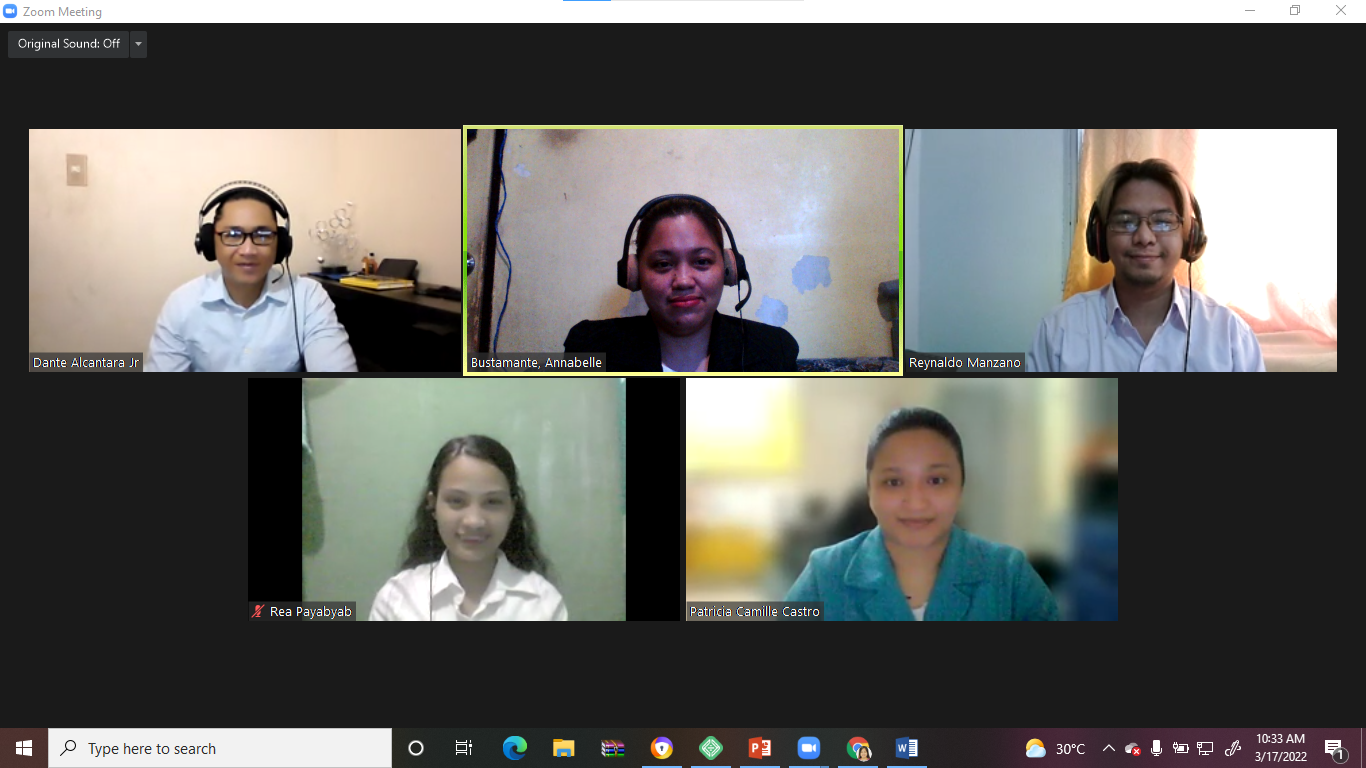 Zoom Meeting
Original Sound: Off
Dante Alcantara Jr
Bustamante, Annabelle
Reynaldo Manzano
Rea Payabyab
Patricia Camille Castro
Type here to search
30°C
10:33 AM
3/17/2022
1